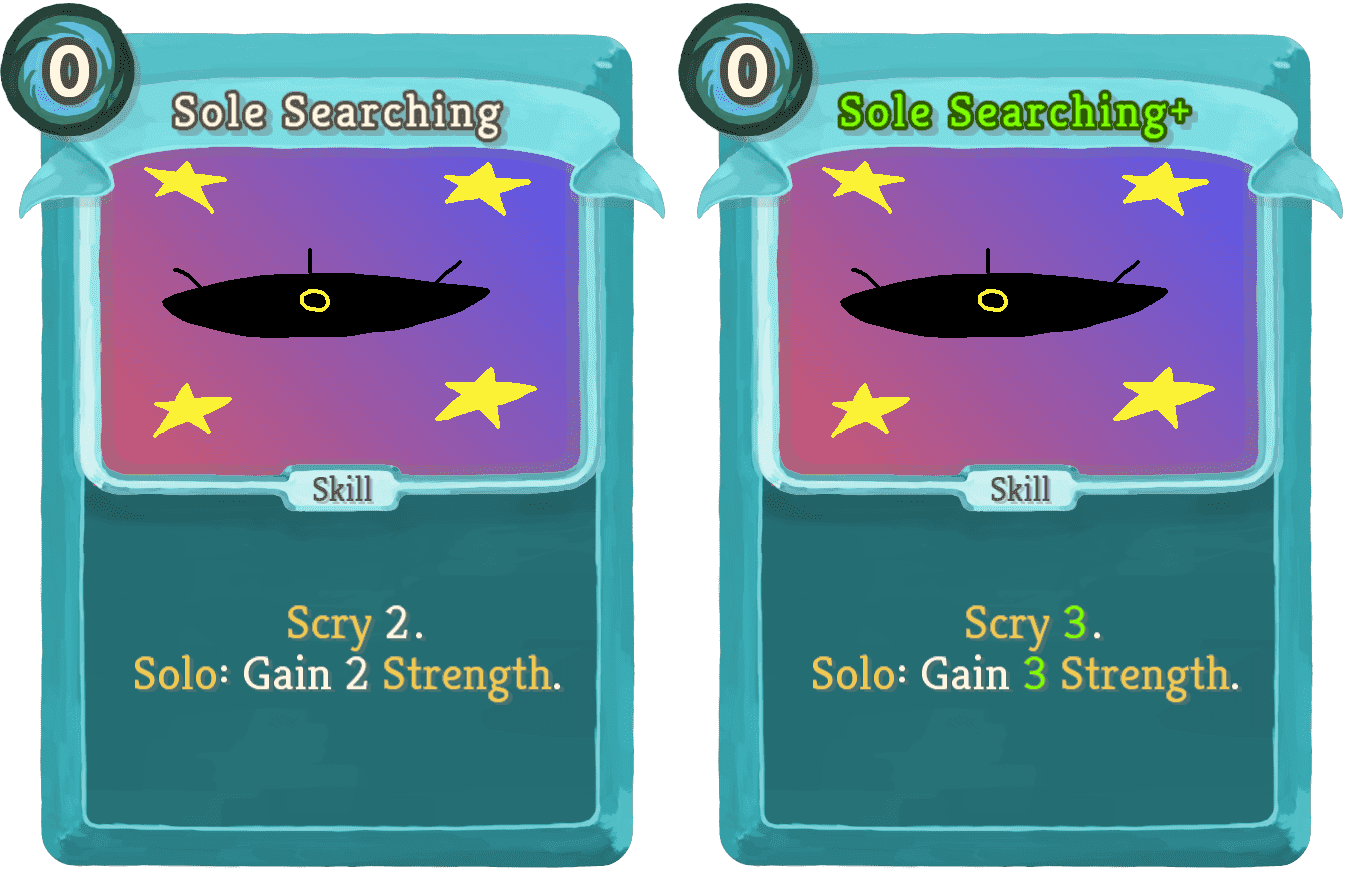 0
Sole Searching
Skill
Scry 2.
Solo: Gain 2 Strength.
0
Sole Searching+
Skill
Scry 3.
Solo: Gain 3 Strength.